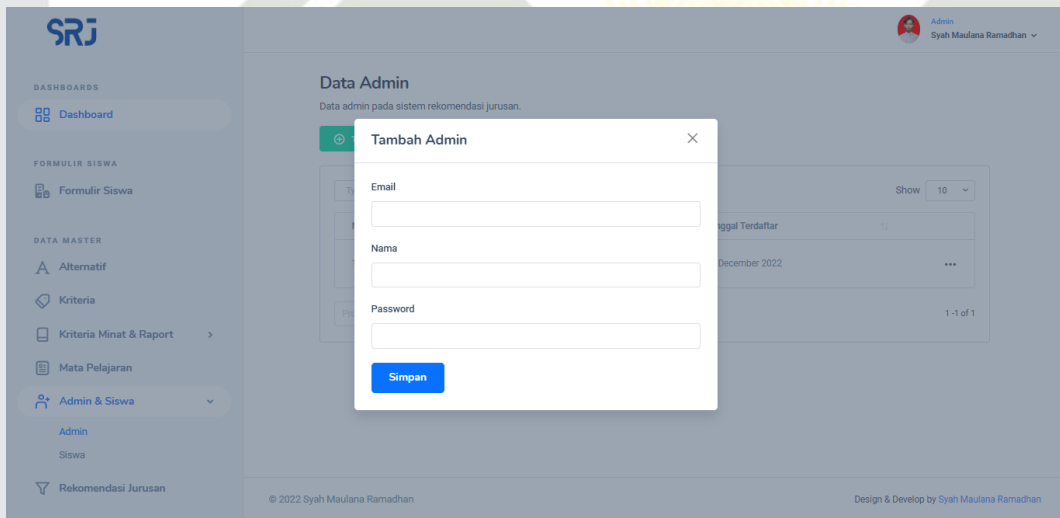 SRJ
Admin
Syah Maulana Ramadhan
DASHBOARDS
Dashboard
FORMULIR SISWA
Formulir Siswa
DATA MASTER
Alternatif
Kriteria
Kriteria Minat & Raport
Mata Pelajaran
Admin & Siswa
Admin
Siswa
Rekomendasi Jurusan
Data Admin
Data admin pada sistem rekomendasi jurusan.
Tambah Admin
Email
Nama
Password
Simpan
Show 10
Terdaftar
December 2022
1 -1 of 1
© 2022 Syah Maulana Ramadhan
Design & Develop by Syah Maulana Ramadhan